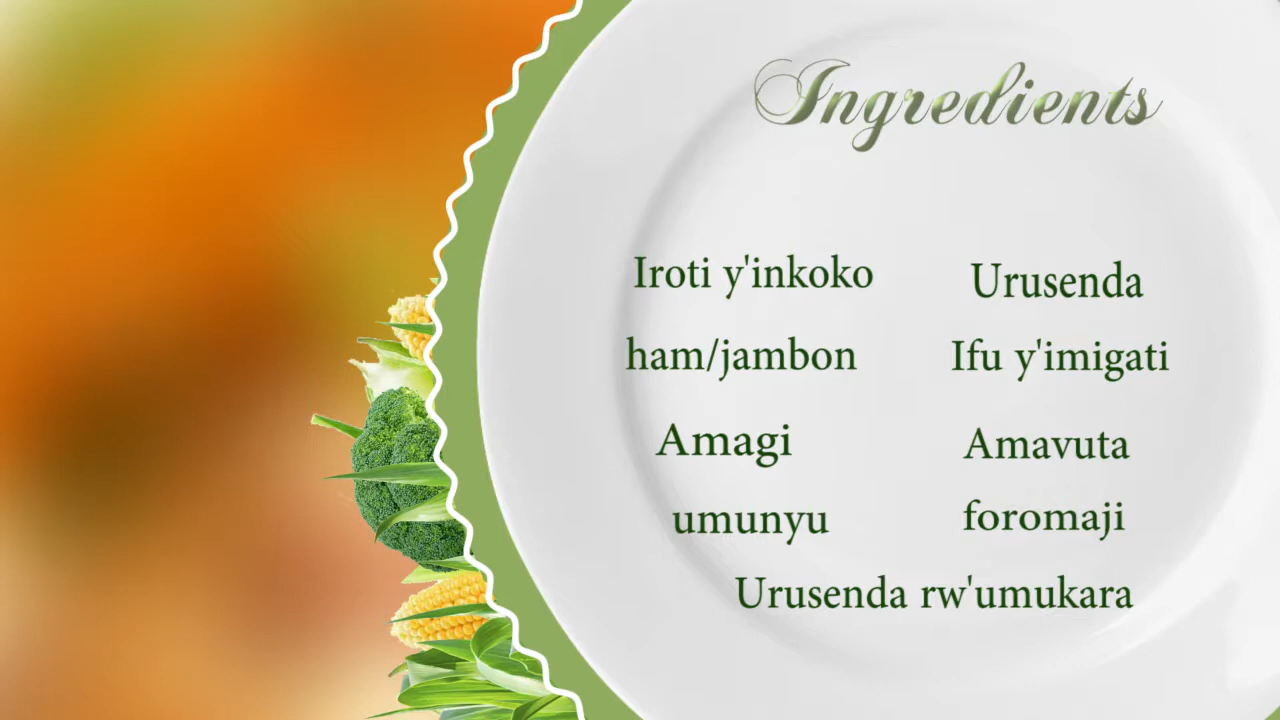 Ingredients
Iroti y'inkoko
Urusenda
ham/jambon
Ifu y'imigati
Amagi
Amavuta
umunyu
foromaji
Urusenda rw'umukara